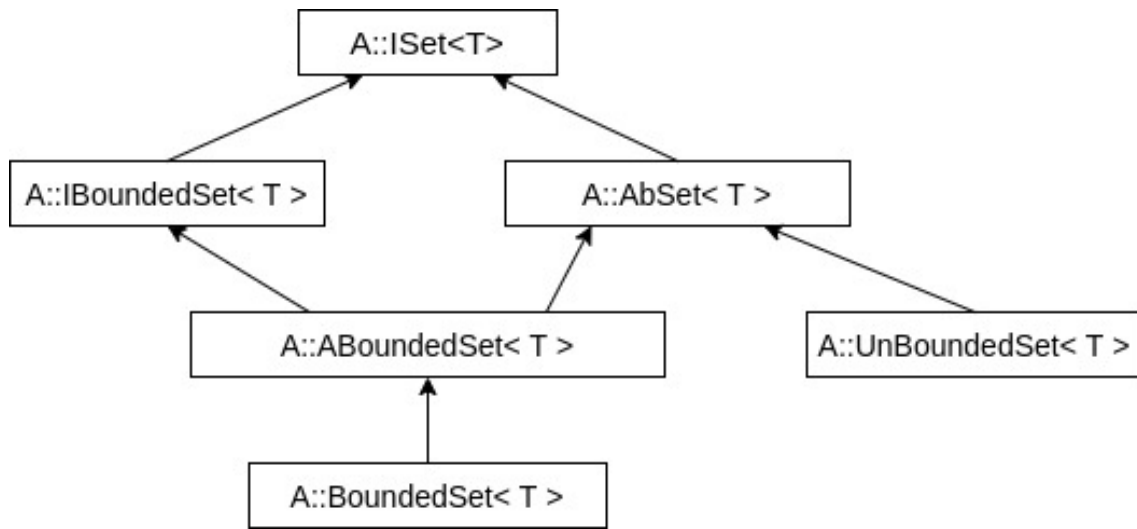 A::ISet<T>
A::IBoundedSet< T >
A::AbSet< T >
A::ABoundedSet< T >
A::UnBoundedSet< T >
A::BoundedSet< T >